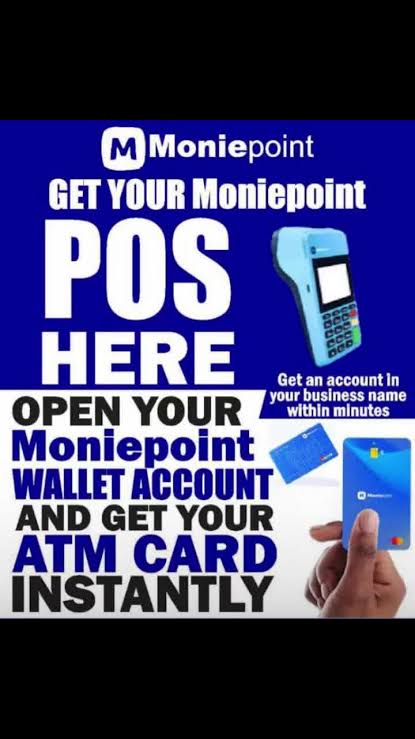 Moniepoint
GET YOUR Moniepoint
POS
HERE
Get an account in
your business name
within minutes
OPEN YOUR
Moniepoint
WALLET ACCOUNT
AND GET YOUR
ATM CARD
INSTANTLY
Moniepoint